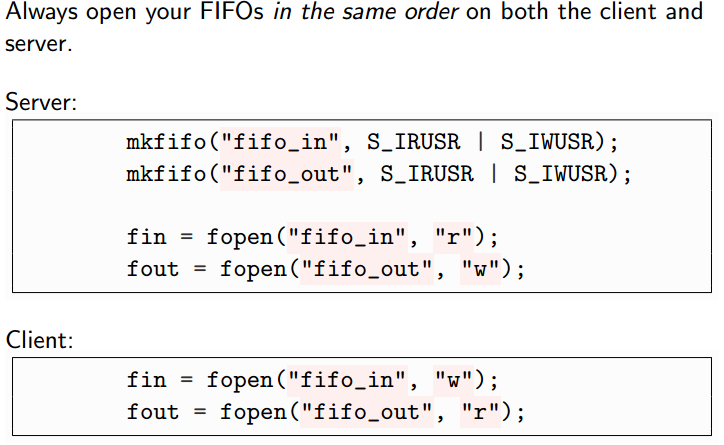 Always open your FIFOs in the same order on both the client and
server.
Server:
mkfifo("fifo_in", S_IRUSR | S_IWUSR);
mkfifo("fifo_out", S_IRUSR | S_IWUSR);
fin = fopen("fifo_in", "r");
fout = fopen("fifo_out", "w");
Client:
fin = fopen("fifo_in", "w");
fout = fopen("fifo_out", "r");